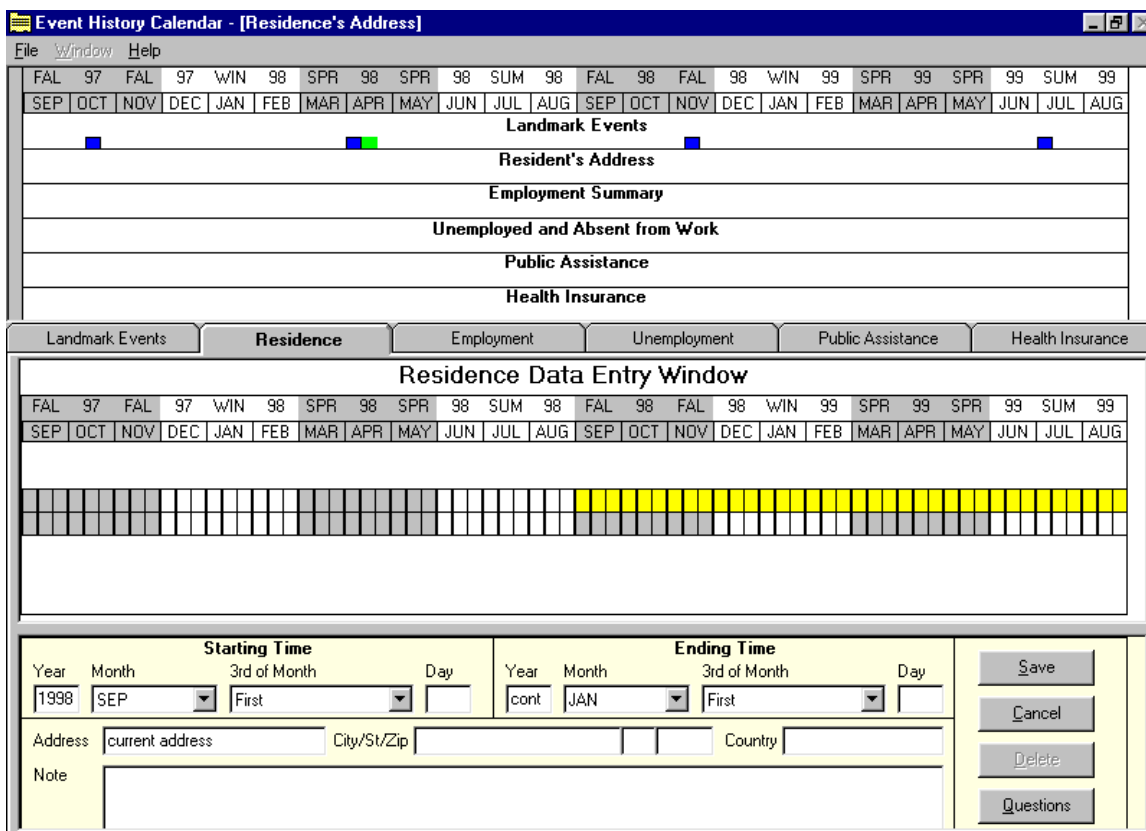 Event History Calendar - [Residence's Address]
File Window Help
FAL 97 FAL 97 WIN 98 SPR 98 SPR 98 SUM 98 FAL 98 FAL 98 WIN 99 SPR 99 SPR 99 SUM 99
SEP OCT NOV DEC JAN FEB MAR APR MAY JUN JUL AUG SEP OCT NOV DEC JAN FEB MAR APR MAY JUN JUL AUG
Landmark Events
Resident's Address
Employment Summary
Unemployed and Absent from Work
Public Assistance
Health Insurance
Landmark Events Residence Employment Unemployment Public Assistance Health Insurance
Residence Data Entry Window
FAL 97 FAL 97 WIN 98 SPR 98 SPR 98 SUM 98 FAL 98 FAL 98 WIN 99 SPR 99 SPR 99 SUM 99
SEP OCT NOV DEC JAN FEB MAR APR MAY JUN JUL AUG SEP OCT NOV DEC JAN FEB MAR APR MAY JUN JUL AUG
Starting Time Ending Time
Year Month 3rd of Month Day Year Month 3rd of Month Day Save
1998 SEP First cont JAN First
Cancel
Address current address City/St/Zip Country
Delete
Note
Questions